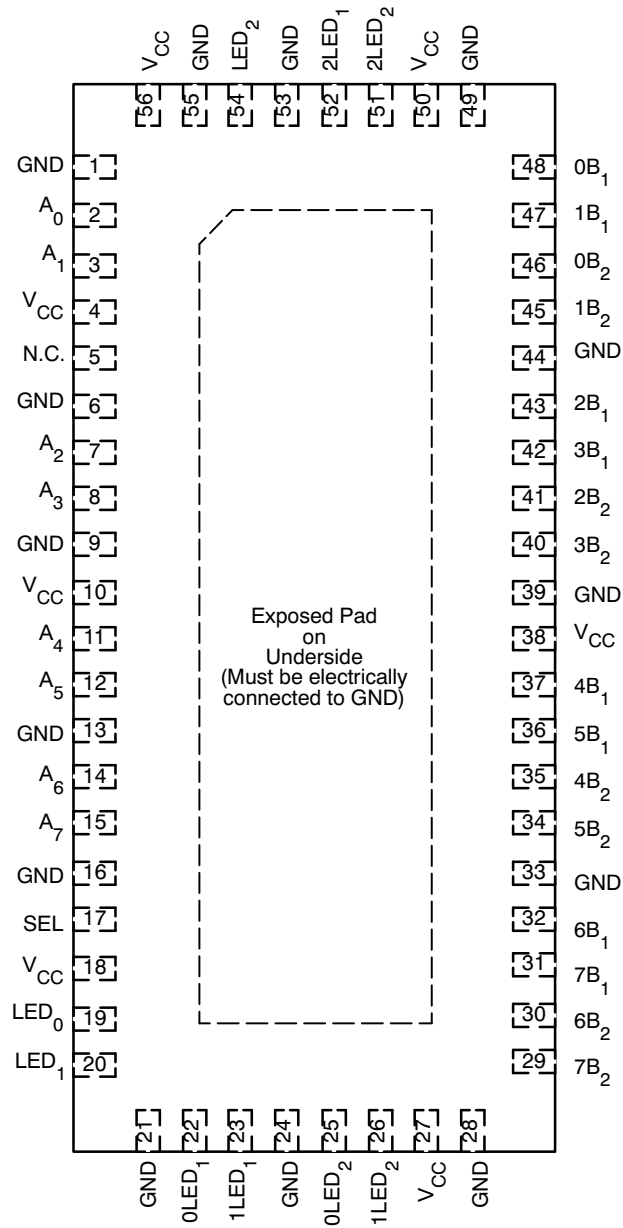 VCC GND LED2 GND 2LED1 2LED2 VCC GND
56 55 54 53 52 51 50 49
GND 1 48 0B1
A0 2 47 1B1
A1 3 46 0B2
VCC 4 45 1B2
N.C. 5 44 GND
GND 6 43 2B1
A2 7 42 3B1
A3 8 41 2B2
GND 9 40 3B2
VCC 10 39 GND
A4 11 38 VCC
A5 12 37 4B1
GND 13 36 5B1
A6 14 35 4B2
A7 15 34 5B2
GND 16 33 GND
SEL 17 32 6B1
VCC 18 31 7B1
LED0 19 30 6B2
LED1 20 29 7B2
Exposed Pad
on
Underside
(Must be electrically
connected to GND)
21 22 23 24 25 26 27 28
GND 0LED1 1LED1 GND 0LED2 1LED2 VCC GND